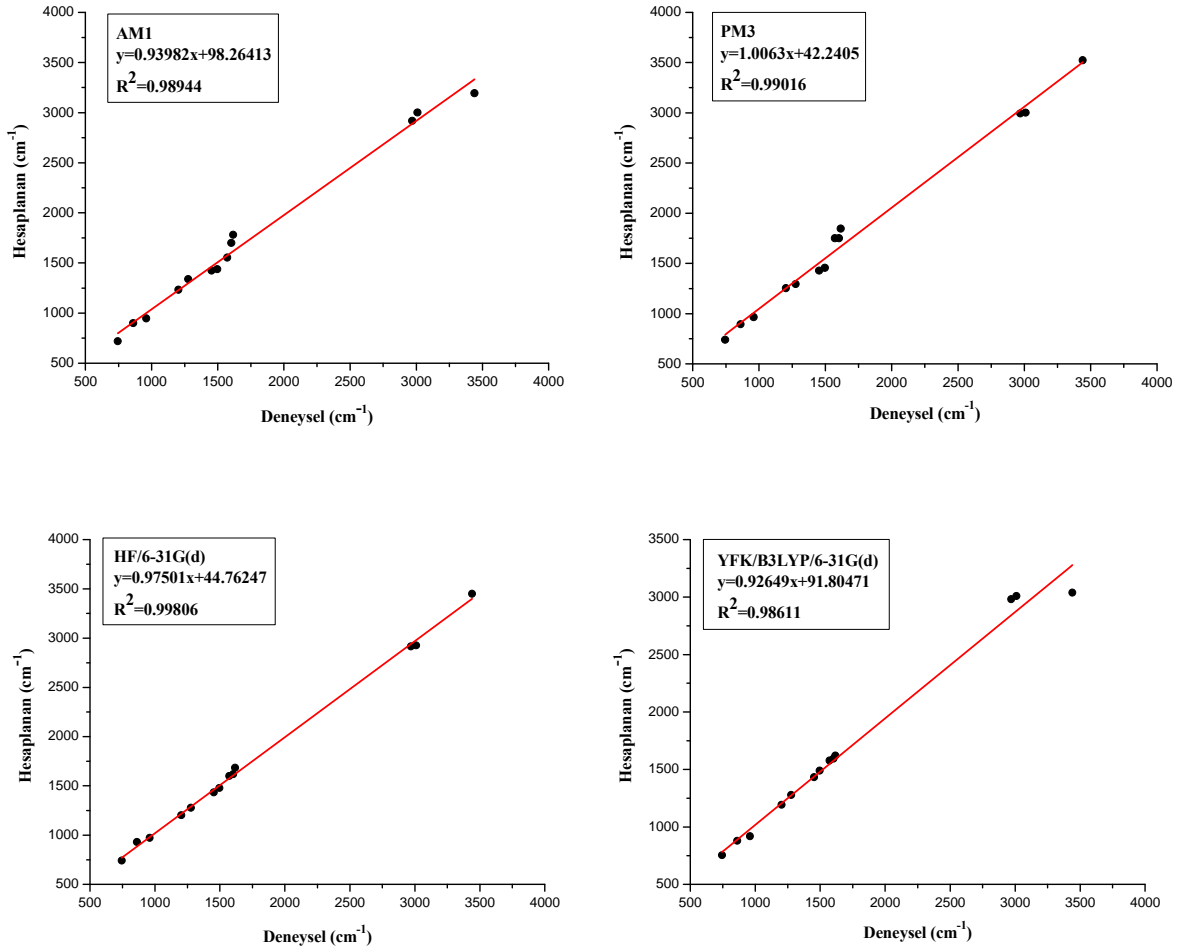 AM1
y=0.93982x+98.26413
R²=0.98944
4000
3500
3000
2500
2000
1500
1000
500
Hesaplanan (cm⁻¹)
500 1000 1500 2000 2500 3000 3500 4000
Deneysel (cm⁻¹)
PM3
y=1.0063x+42.2405
R²=0.99016
4000
3500
3000
2500
2000
1500
1000
500
Hesaplanan (cm⁻¹)
500 1000 1500 2000 2500 3000 3500 4000
Deneysel (cm⁻¹)
HF/6-31G(d)
y=0.97501x+44.76247
R²=0.99806
4000
3500
3000
2500
2000
1500
1000
500
Hesaplanan (cm⁻¹)
500 1000 1500 2000 2500 3000 3500 4000
Deneysel (cm⁻¹)
YFK/B3LYP/6-31G(d)
y=0.92649x+91.80471
R²=0.98611
3500
3000
2500
2000
1500
1000
500
Hesaplanan (cm⁻¹)
500 1000 1500 2000 2500 3000 3500 4000
Deneysel (cm⁻¹)